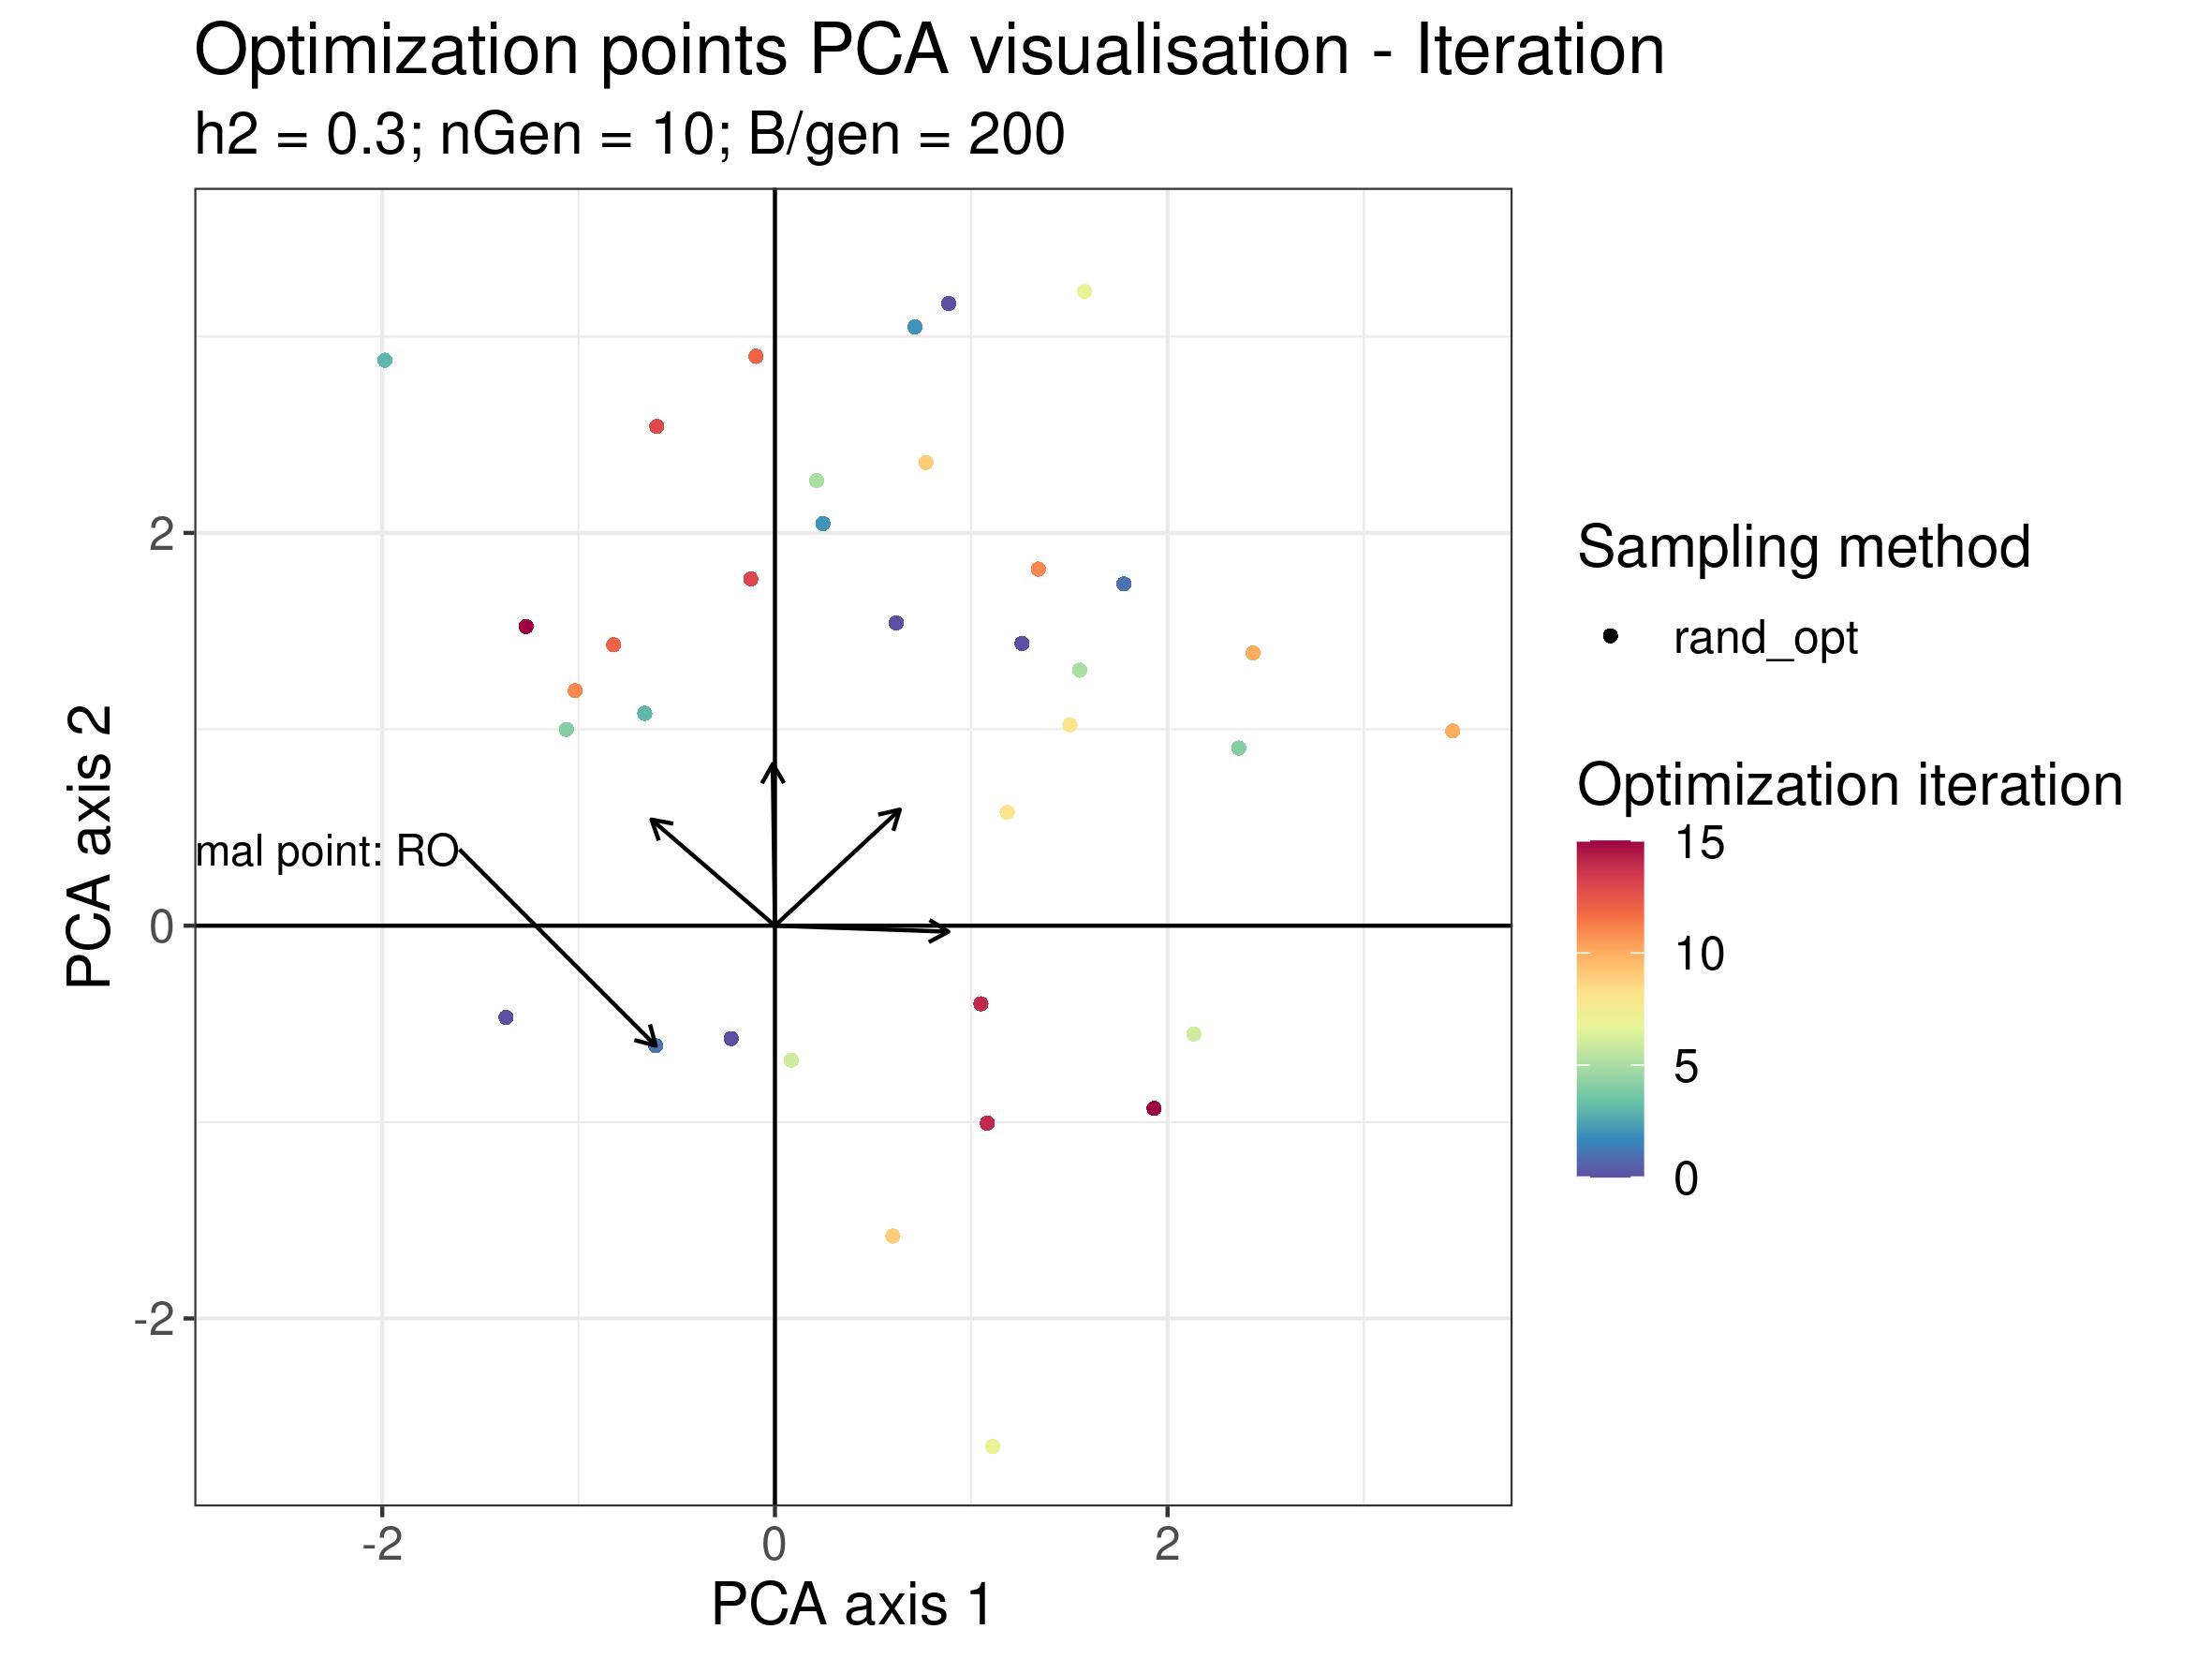 Optimization points PCA visualisation - Iteration
h2 = 0.3; nGen = 10; B/gen = 200
PCA axis 2
2
0
-2
mal point: RO
-2
0
2
PCA axis 1
Sampling method
rand_opt
Optimization iteration
15
10
5
0